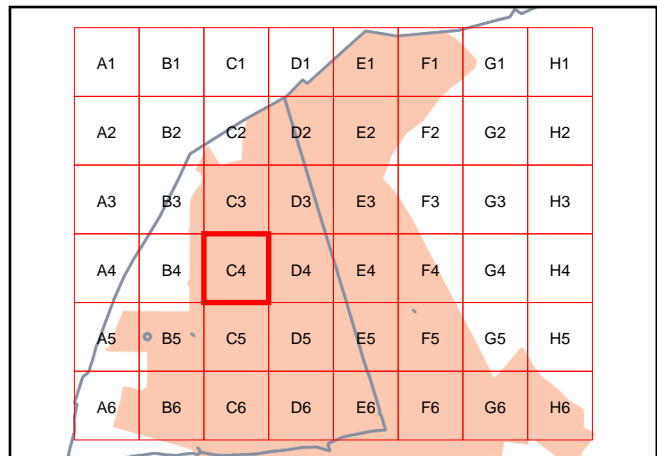 A1 B1 C1 D1 E1 F1 G1 H1
A2 B2 C2 D2 E2 F2 G2 H2
A3 B3 C3 D3 E3 F3 G3 H3
A4 B4 C4 D4 E4 F4 G4 H4
A5 B5 C5 D5 E5 F5 G5 H5
A6 B6 C6 D6 E6 F6 G6 H6